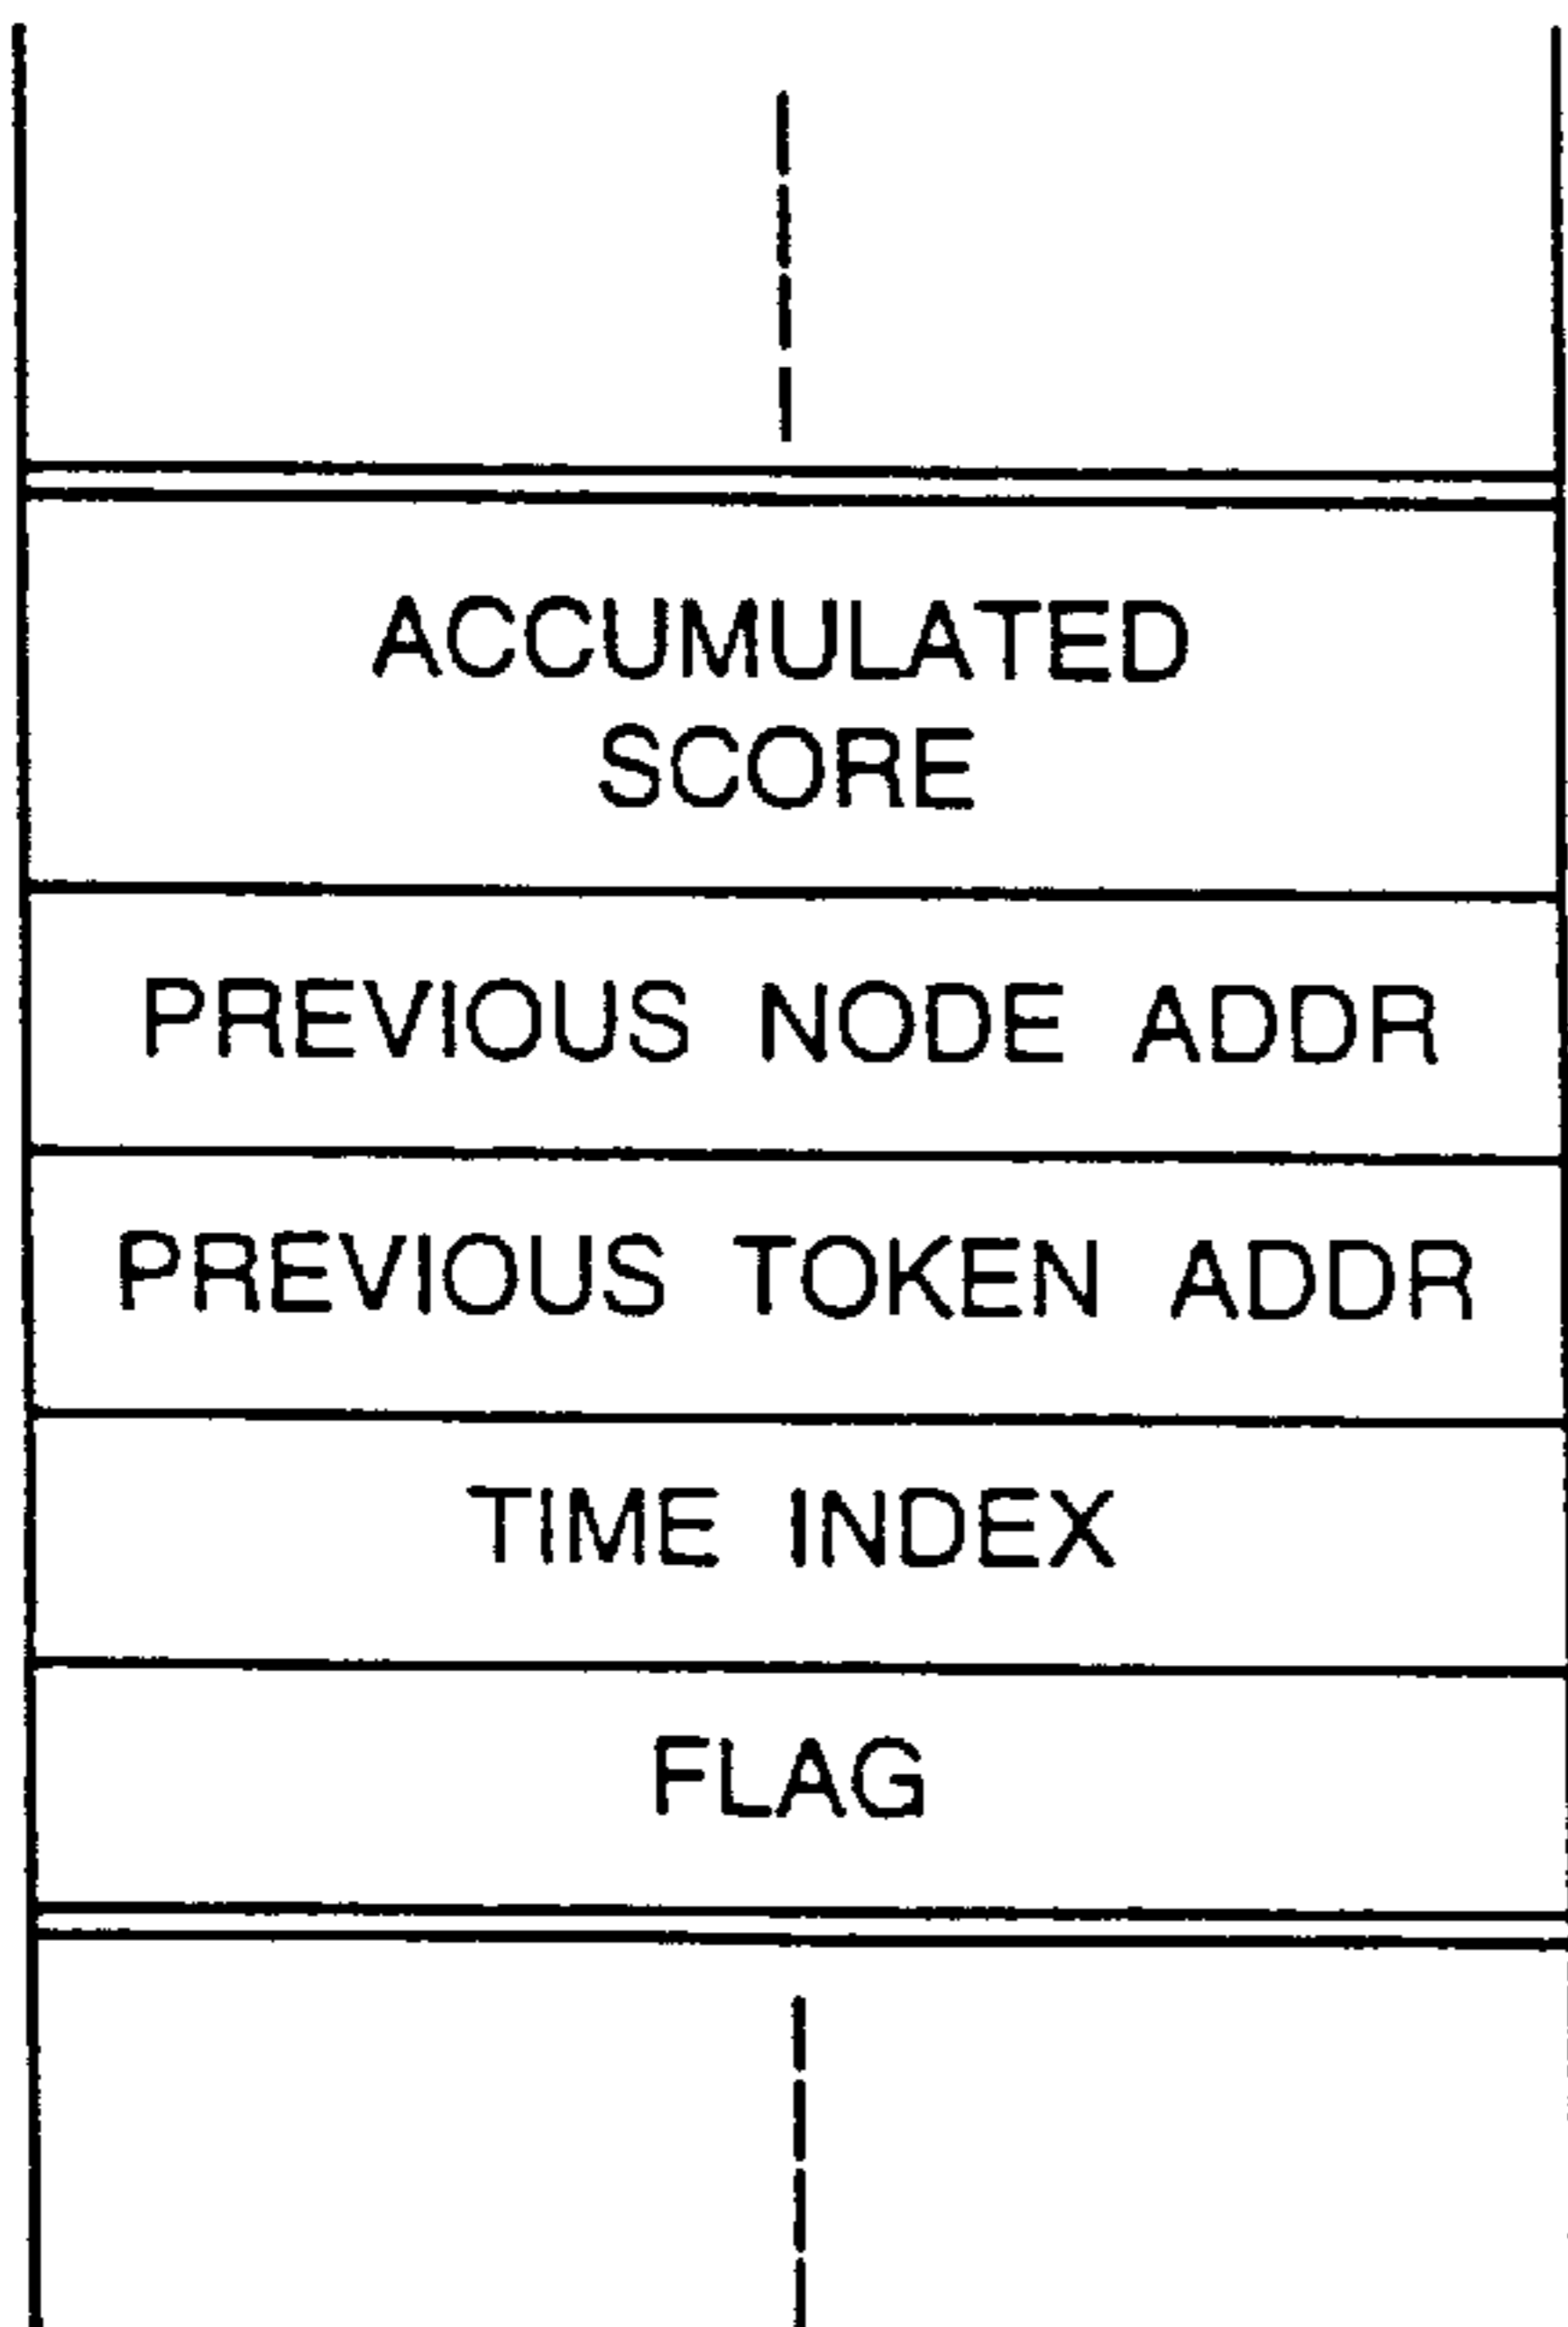 ACCUMULATED
SCORE
PREVIOUS NODE ADDR
PREVIOUS TOKEN ADDR
TIME INDEX
FLAG